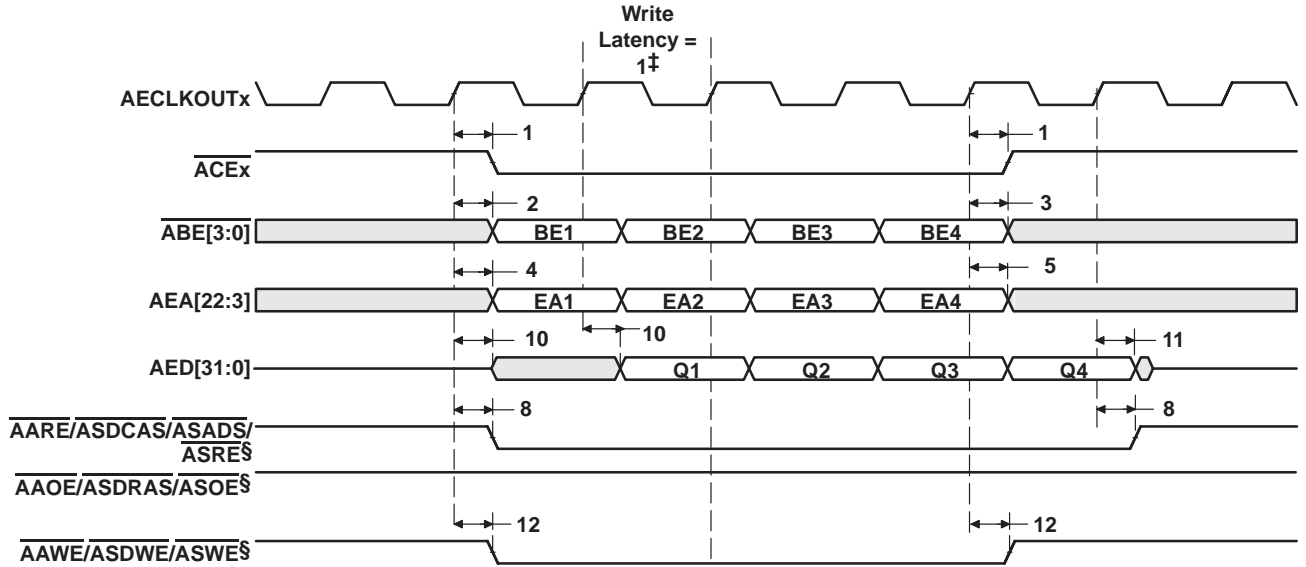 Write
Latency =
1‡
AECLKOUTx
1
1
ACEx
2
3
ABE[3:0]
BE1
BE2
BE3
BE4
4
5
AEA[22:3]
EA1
EA2
EA3
EA4
10
10
11
AED[31:0]
Q1
Q2
Q3
Q4
8
8
AARE/ASDCAS/ASADS/
ASRE§
AAOE/ASDRAS/ASOE§
12
12
AAWE/ASDWE/ASWE§